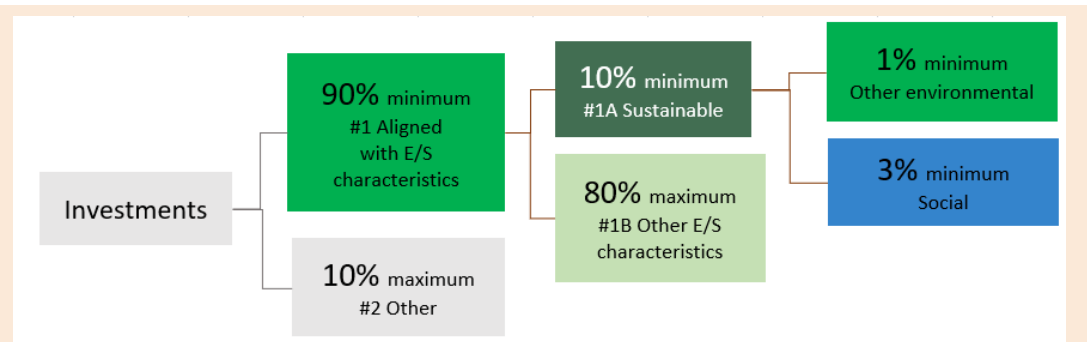 Investments
90% minimum
#1 Aligned
with E/S
characteristics
10% maximum
#2 Other
10% minimum
#1A Sustainable
80% maximum
#1B Other E/S
characteristics
1% minimum
Other environmental
3% minimum
Social